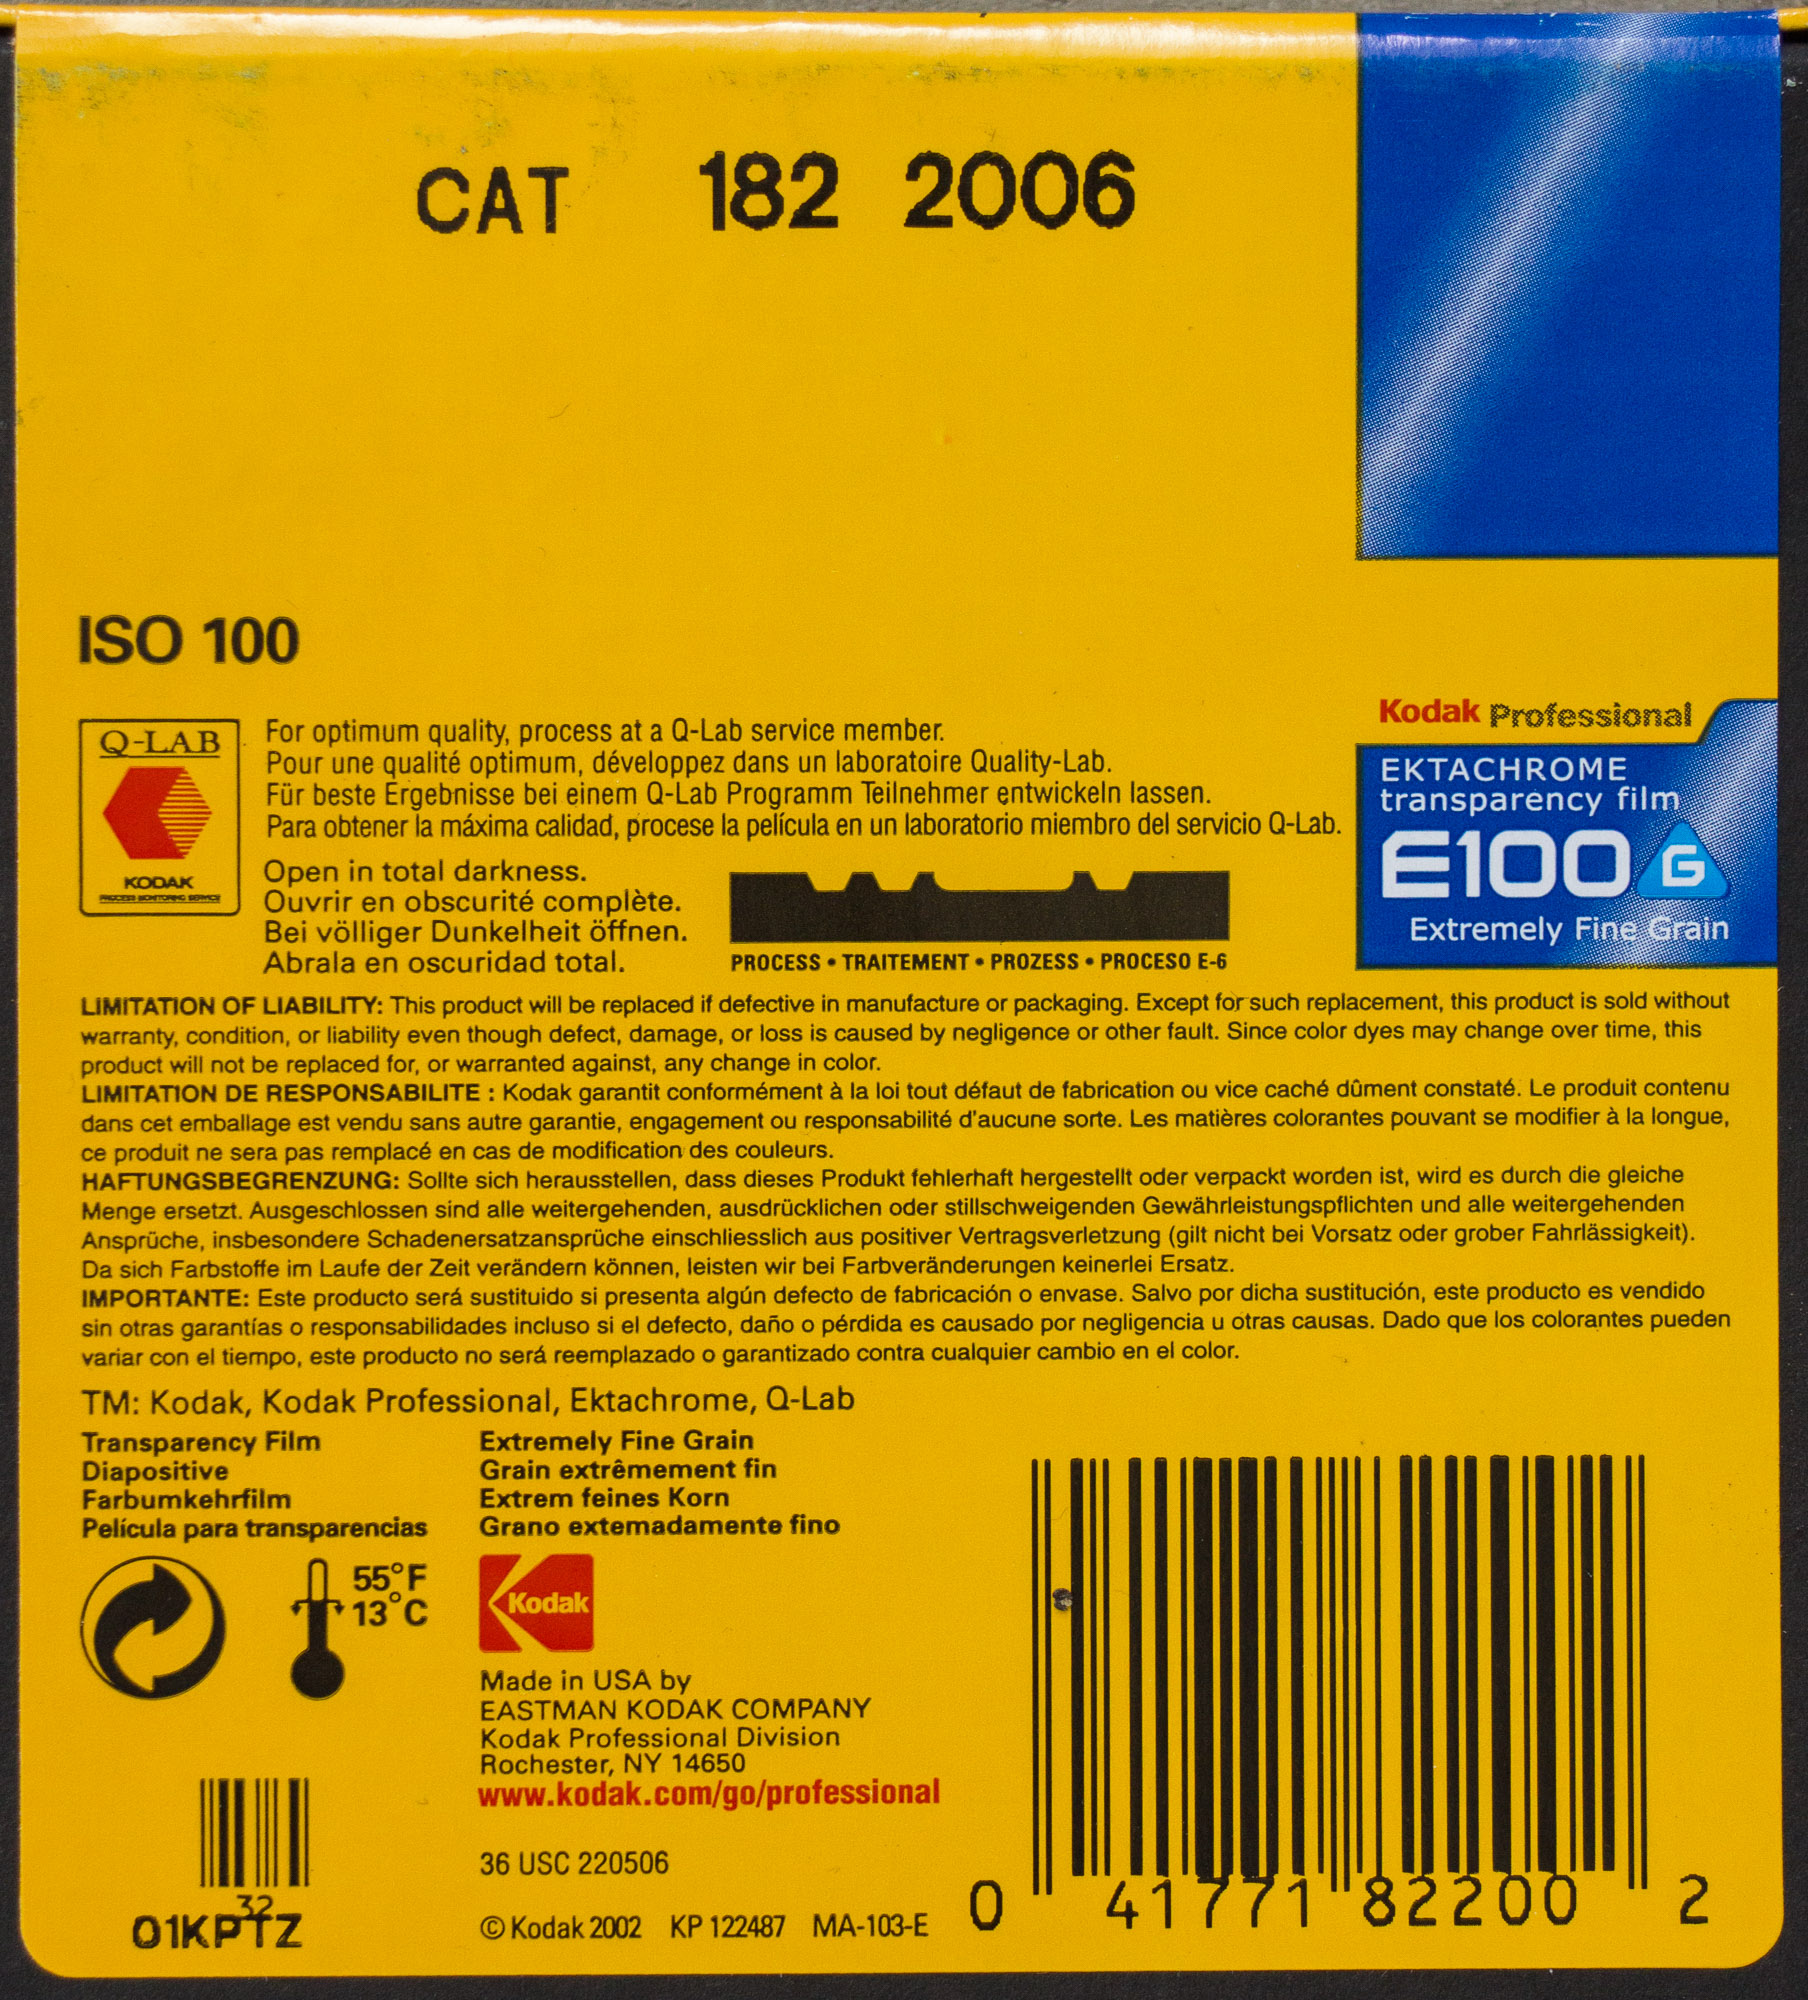 CAT 182 2006
ISO 100
Q-LAB
KODAK
PROCESS MONITORING SERVICE
For optimum quality, process at a Q-Lab service member.
Pour une qualité optimum, développez dans un laboratoire Quality-Lab.
Für beste Ergebnisse bei einem Q-Lab Programm Teilnehmer entwickeln lassen.
Para obtener la máxima calidad, procese la película en un laboratorio miembro del servicio Q-Lab.
Open in total darkness.
Ouvrir en obscurité complète.
Bei völliger Dunkelheit öffnen.
Abrala en oscuridad total.
PROCESS • TRAITEMENT • PROZESS • PROCESO E-6
Kodak Professional
EKTACHROME
transparency film
E100 G
Extremely Fine Grain
LIMITATION OF LIABILITY: This product will be replaced if defective in manufacture or packaging. Except for such replacement, this product is sold without
warranty, condition, or liability even though defect, damage, or loss is caused by negligence or other fault. Since color dyes may change over time, this
product will not be replaced for, or warranted against, any change in color.
LIMITATION DE RESPONSABILITE : Kodak garantit conformément à la loi tout défaut de fabrication ou vice caché dûment constaté. Le produit contenu
dans cet emballage est vendu sans autre garantie, engagement ou responsabilité d'aucune sorte. Les matières colorantes pouvant se modifier à la longue,
ce produit ne sera pas remplacé en cas de modification des couleurs.
HAFTUNGSBEGRENZUNG: Sollte sich herausstellen, dass dieses Produkt fehlerhaft hergestellt oder verpackt worden ist, wird es durch die gleiche
Menge ersetzt. Ausgeschlossen sind alle weitergehenden, ausdrücklichen oder stillschweigenden Gewährleistungspflichten und alle weitergehenden
Ansprüche, insbesondere Schadenersatzansprüche einschliesslich aus positiver Vertragsverletzung (gilt nicht bei Vorsatz oder grober Fahrlässigkeit).
Da sich Farbstoffe im Laufe der Zeit verändern können, leisten wir bei Farbveränderungen keinerlei Ersatz.
IMPORTANTE: Este producto será sustituido si presenta algún defecto de fabricación o envase. Salvo por dicha sustitución, este producto es vendido
sin otras garantías o responsabilidades incluso si el defecto, daño o pérdida es causado por negligencia u otras causas. Dado que los colorantes pueden
variar con el tiempo, este producto no será reemplazado o garantizado contra cualquier cambio en el color.
TM: Kodak, Kodak Professional, Ektachrome, Q-Lab
Transparency Film
Diapositive
Farbumkehrfilm
Película para transparencias
Extremely Fine Grain
Grain extrêmement fin
Extrem feines Korn
Grano extemadamente fino
55°F
13°C
Kodak
Made in USA by
EASTMAN KODAK COMPANY
Kodak Professional Division
Rochester, NY 14650
www.kodak.com/go/professional
36 USC 220506
© Kodak 2002 KP 122487 MA-103-E
32
01KPTZ
0 41771 82200 2